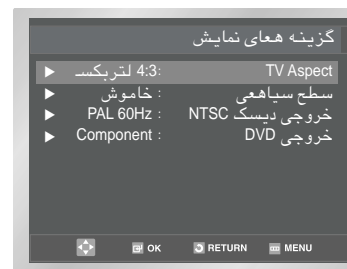 گزینه هعای نمایش
TV Aspect :4:3 لتربکسـ
سطح سیاهعی : خاموش
خروجی دیسک NTSC : PAL 60Hz
خروجی DVD : Component
OK RETURN MENU